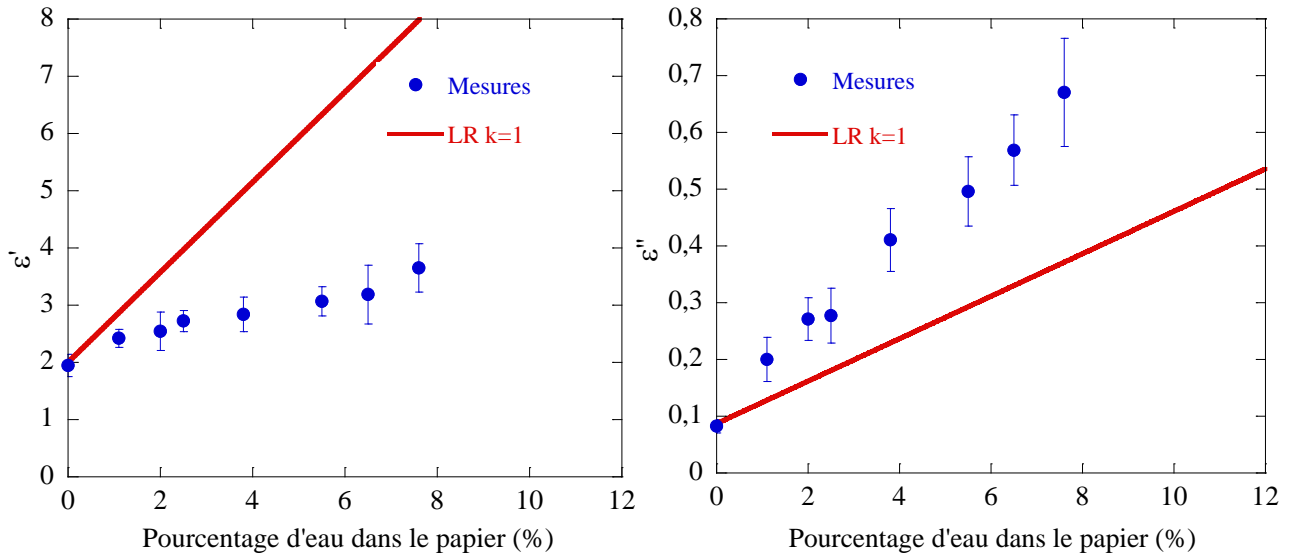 8
7
6
5
4
3
2
1
0
ε'
Mesures
LR k=1
0 2 4 6 8 10 12
Pourcentage d'eau dans le papier (%)
0,8
0,7
0,6
0,5
0,4
0,3
0,2
0,1
0
ε"
Mesures
LR k=1
0 2 4 6 8 10 12
Pourcentage d'eau dans le papier (%)